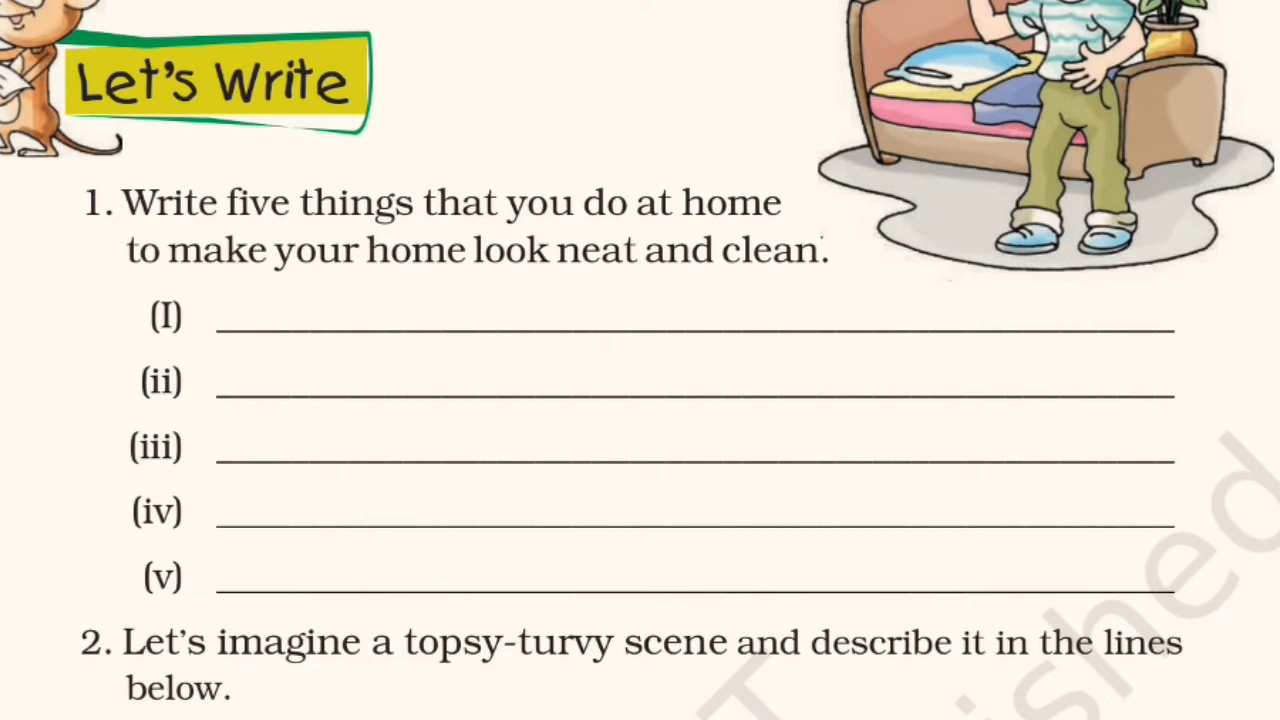 Let's Write
1. Write five things that you do at home
to make your home look neat and clean.
(I)
(ii)
(iii)
(iv)
(v)
2. Let's imagine a topsy-turvy scene and describe it in the lines
below.